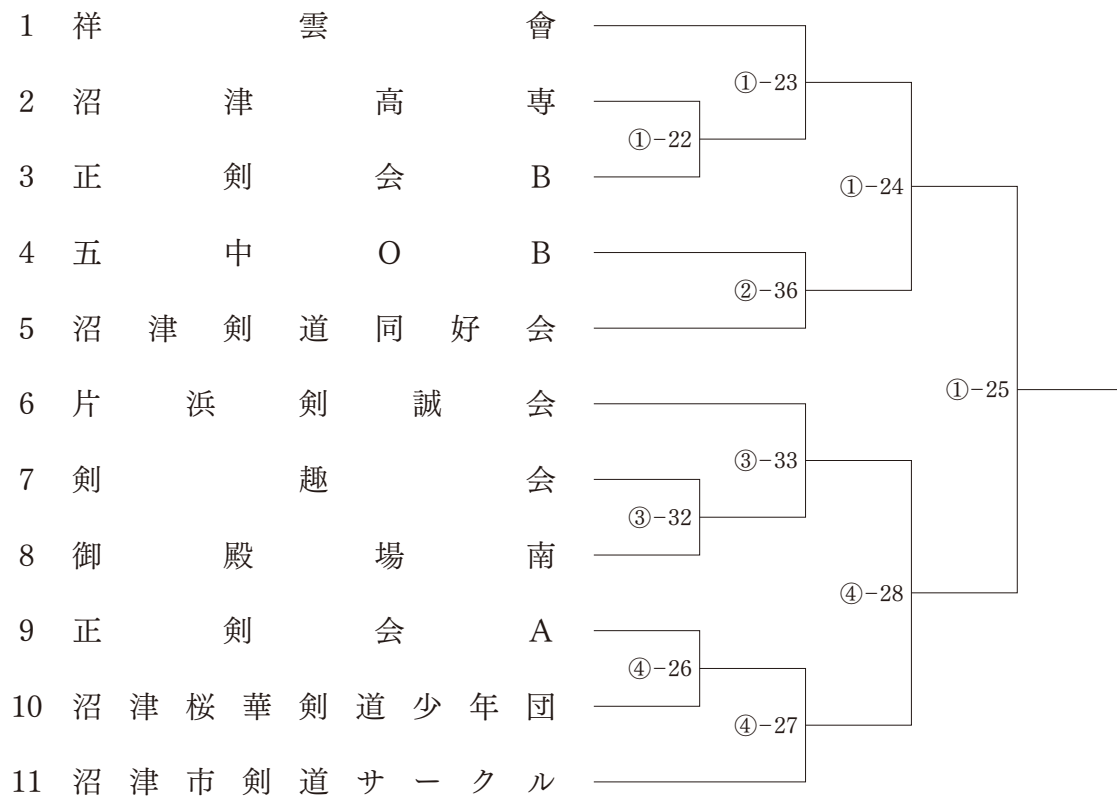 1 祥雲會
①-23
2 沼津高専
①-22
3 正剣会B
①-24
4 五中OB
②-36
5 沼津剣道同好会
①-25
6 片浜剣誠会
③-33
7 剣趣会
③-32
8 御殿場南
④-28
9 正剣会A
④-26
10 沼津桜華剣道少年団
④-27
11 沼津市剣道サークル